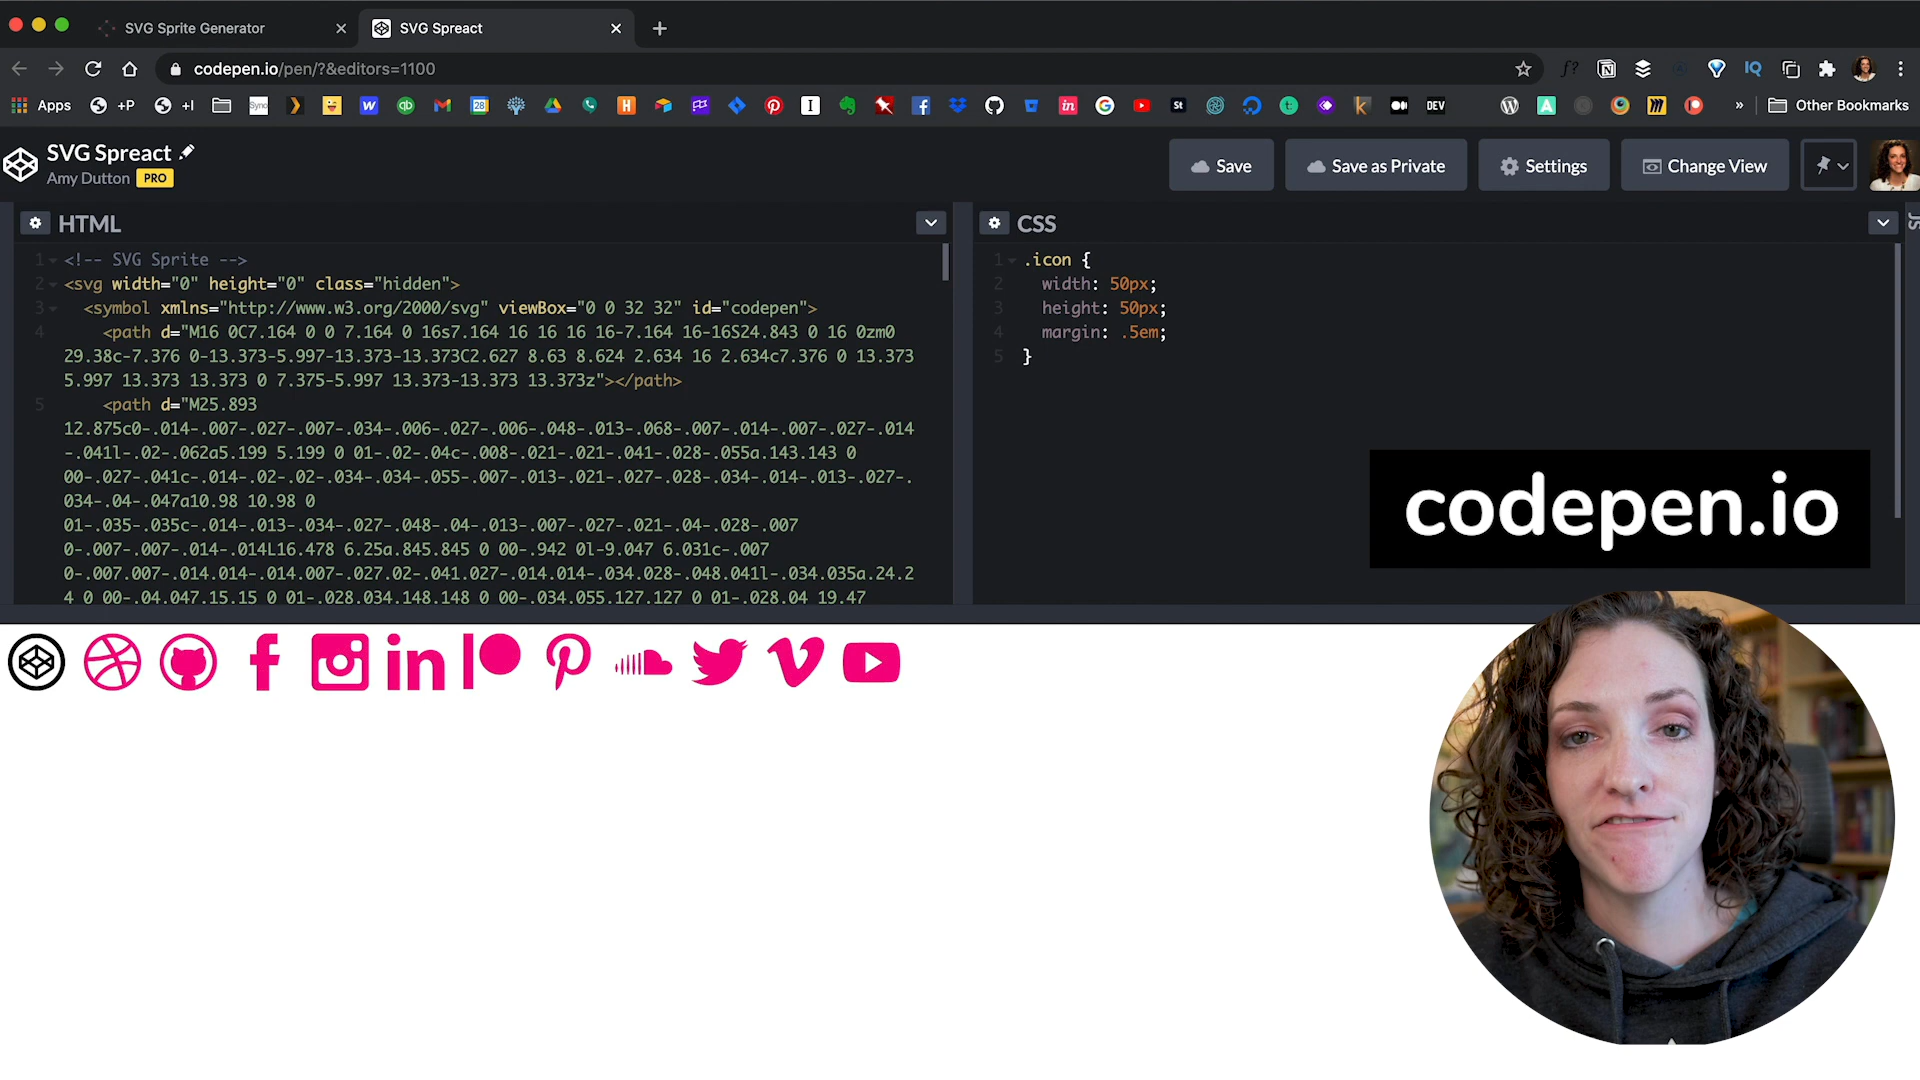 SVG Sprite Generator
SVG Spreact
codepen.io/pen/?&editors=1100
Apps
+P
+I
Sync
28
DEV
Other Bookmarks
SVG Spreact
Amy Dutton PRO
Save
Save as Private
Settings
Change View
HTML
1 <!-- SVG Sprite -->
2 <svg width="0" height="0" class="hidden">
3 <symbol xmlns="http://www.w3.org/2000/svg" viewBox="0 0 32 32" id="codepen">
4 <path d="M16 0C7.164 0 0 7.164 0 16s7.164 16 16 16 16-7.164 16-16S24.843 0 16 0zm0
29.38c-7.376 0-13.373-5.997-13.373-13.373C2.627 8.63 8.624 2.634 16 2.634c7.376 0 13.373
5.997 13.373 13.373 0 7.375-5.997 13.373-13.373 13.373z"></path>
5 <path d="M25.893
12.875c0-.014-.007-.027-.007-.034-.006-.027-.006-.048-.013-.068-.007-.014-.007-.027-.014
-.041l-.02-.062a5.199 5.199 0 01-.02-.04c-.008-.021-.021-.041-.028-.055a.143.143 0
00-.027-.041c-.014-.02-.02-.034-.034-.055-.007-.013-.021-.027-.028-.034-.014-.013-.027-.
034-.04-.047a10.98 10.98 0
01-.035-.035c-.014-.013-.034-.027-.048-.04-.013-.007-.027-.021-.04-.028-.007
0-.007-.007-.014-.014L16.478 6.25a.845.845 0 00-.942 0l-9.047 6.031c-.007
0-.007.007-.014.014-.014.007-.027.02-.041.027-.014.014-.034.028-.048.041l-.034.035a.24.2
4 0 00-.04.047.15.15 0 01-.028.034.148.148 0 00-.034.055.127.127 0 01-.028.04 19.47
CSS
1 .icon {
2 width: 50px;
3 height: 50px;
4 margin: .5em;
5 }
JS
codepen.io